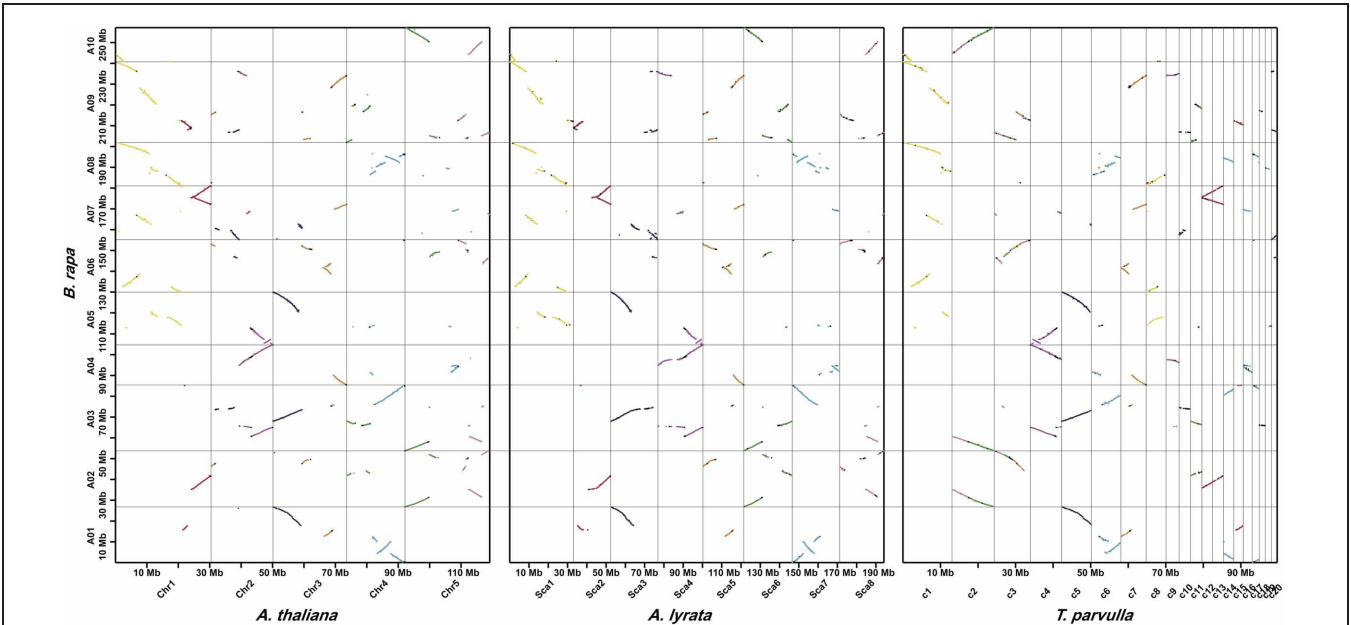 B. rapa
A10
A09
A08
A07
A06
A05
A04
A03
A02
A01
250 Mb
230 Mb
210 Mb
190 Mb
170 Mb
150 Mb
130 Mb
110 Mb
90 Mb
70 Mb
50 Mb
30 Mb
10 Mb
10 Mb 30 Mb 50 Mb 70 Mb 90 Mb 110 Mb
Chr1 Chr2 Chr3 Chr4 Chr5
A. thaliana
10 Mb 30 Mb 50 Mb 70 Mb 90 Mb 110 Mb 130 Mb 150 Mb 170 Mb 190 Mb
Sca1 Sca2 Sca3 Sca4 Sca5 Sca6 Sca7 Sca8
A. lyrata
10 Mb 30 Mb 50 Mb 70 Mb 90 Mb
c1 c2 c3 c4 c5 c6 c7 c8 c9 c10 c11 c12 c13 c14 c15 c16 c17 c18 c20
T. parvulla